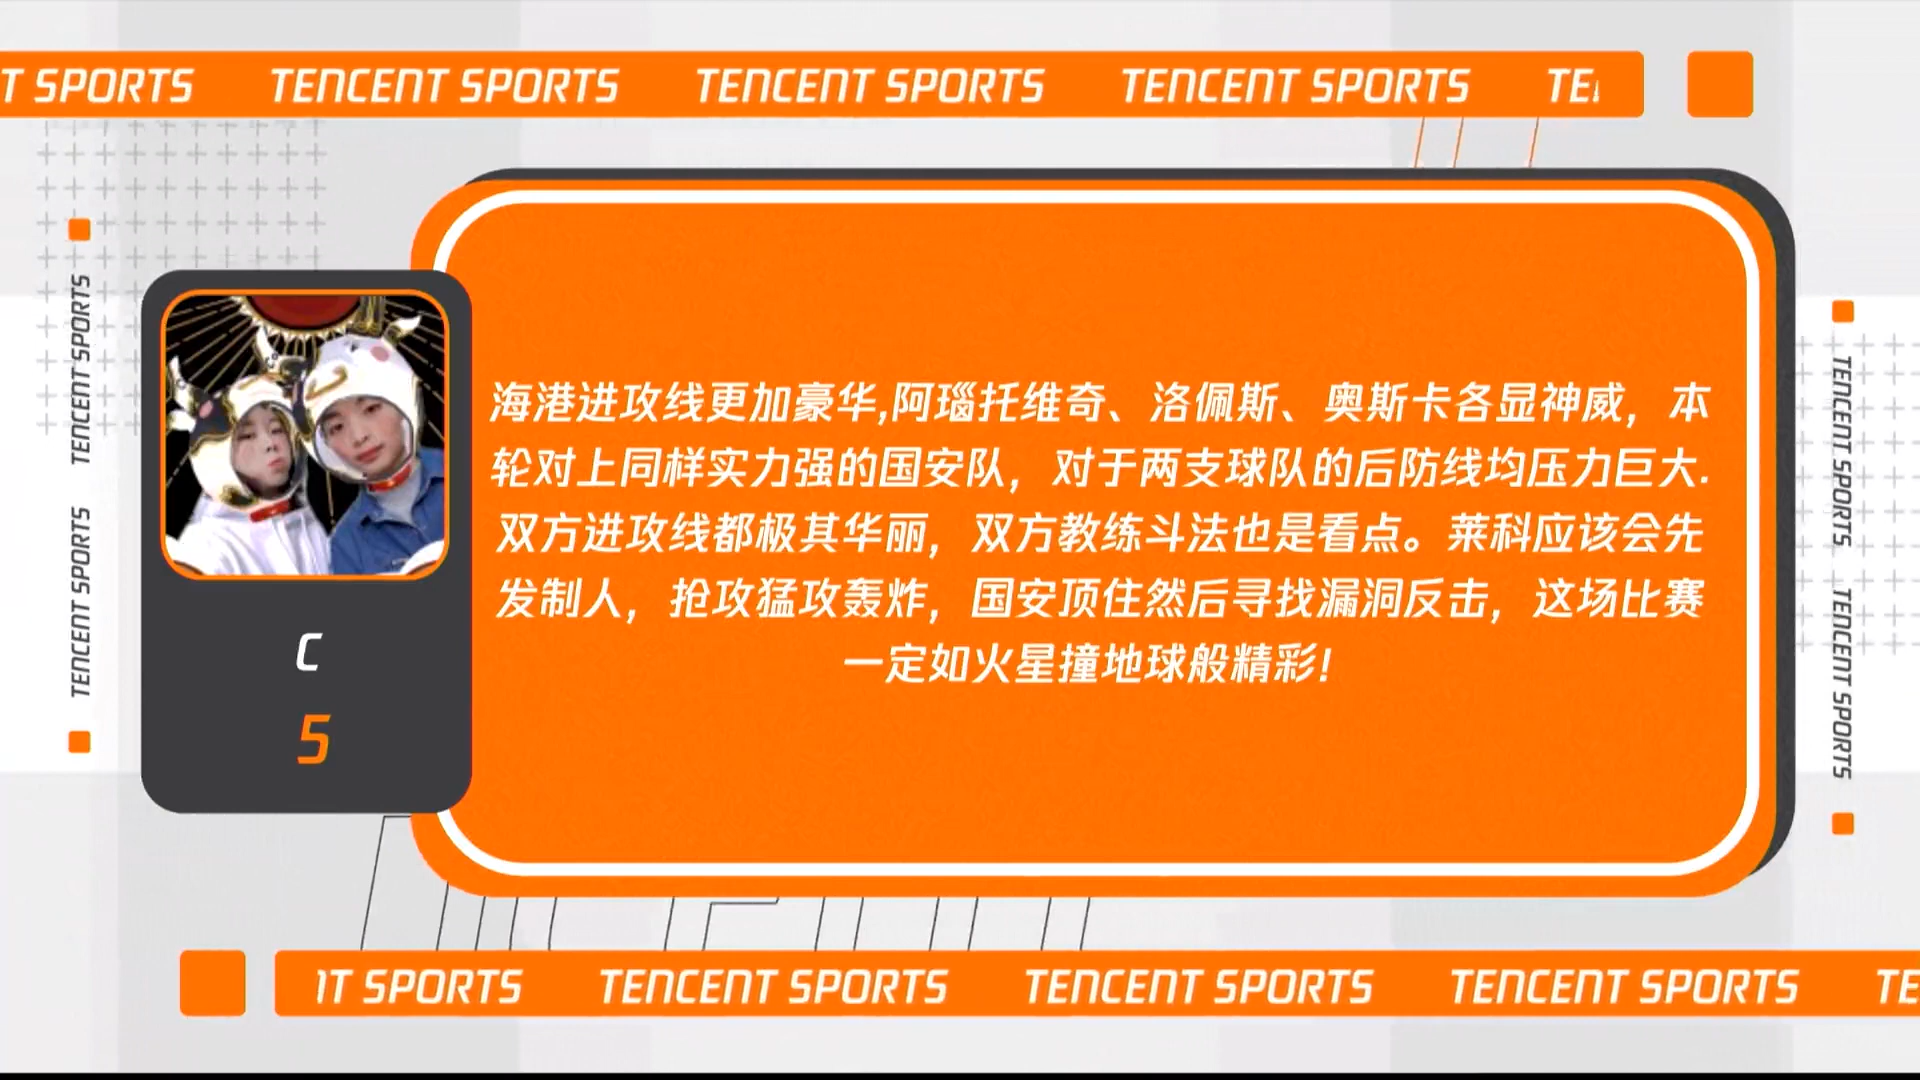 T SPORTS TENCENT SPORTS TENCENT SPORTS TENCENT SPORTS
TENCENT SPORTS TENCENT SPORTS
C
5
海港进攻线更加豪华,阿瑙托维奇、洛佩斯、奥斯卡各显神威，本
轮对上同样实力强的国安队，对于两支球队的后防线均压力巨大.
双方进攻线都极其华丽，双方教练斗法也是看点。莱科应该会先
发制人，抢攻猛攻轰炸，国安顶住然后寻找漏洞反击，这场比赛
一定如火星撞地球般精彩!
TENCENT SPORTS TENCENT SPORTS
T SPORTS TENCENT SPORTS TENCENT SPORTS TENCENT SPORTS TE